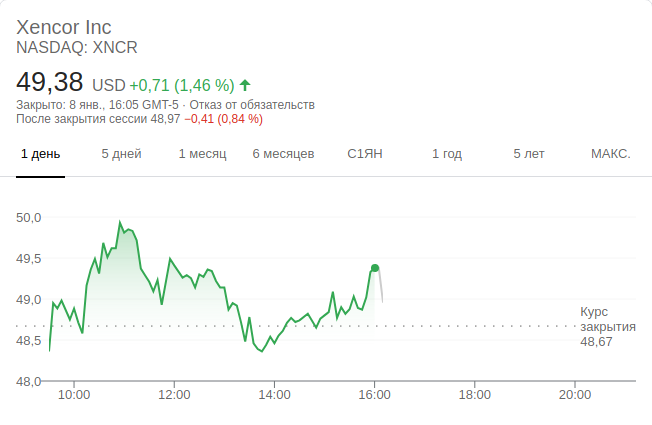 Xencor Inc
NASDAQ: XNCR
49,38 USD +0,71 (1,46 %)
Закрыто: 8 янв., 16:05 GMT-5 · Отказ от обязательств
После закрытия сессии 48,97 −0,41 (0,84 %)
1 день 5 дней 1 месяц 6 месяцев С1ЯН 1 год 5 лет МАКС.
50,0
49,5
49,0
Курс
закрытия
48,67
48,5
48,0
10:00 12:00 14:00 16:00 18:00 20:00